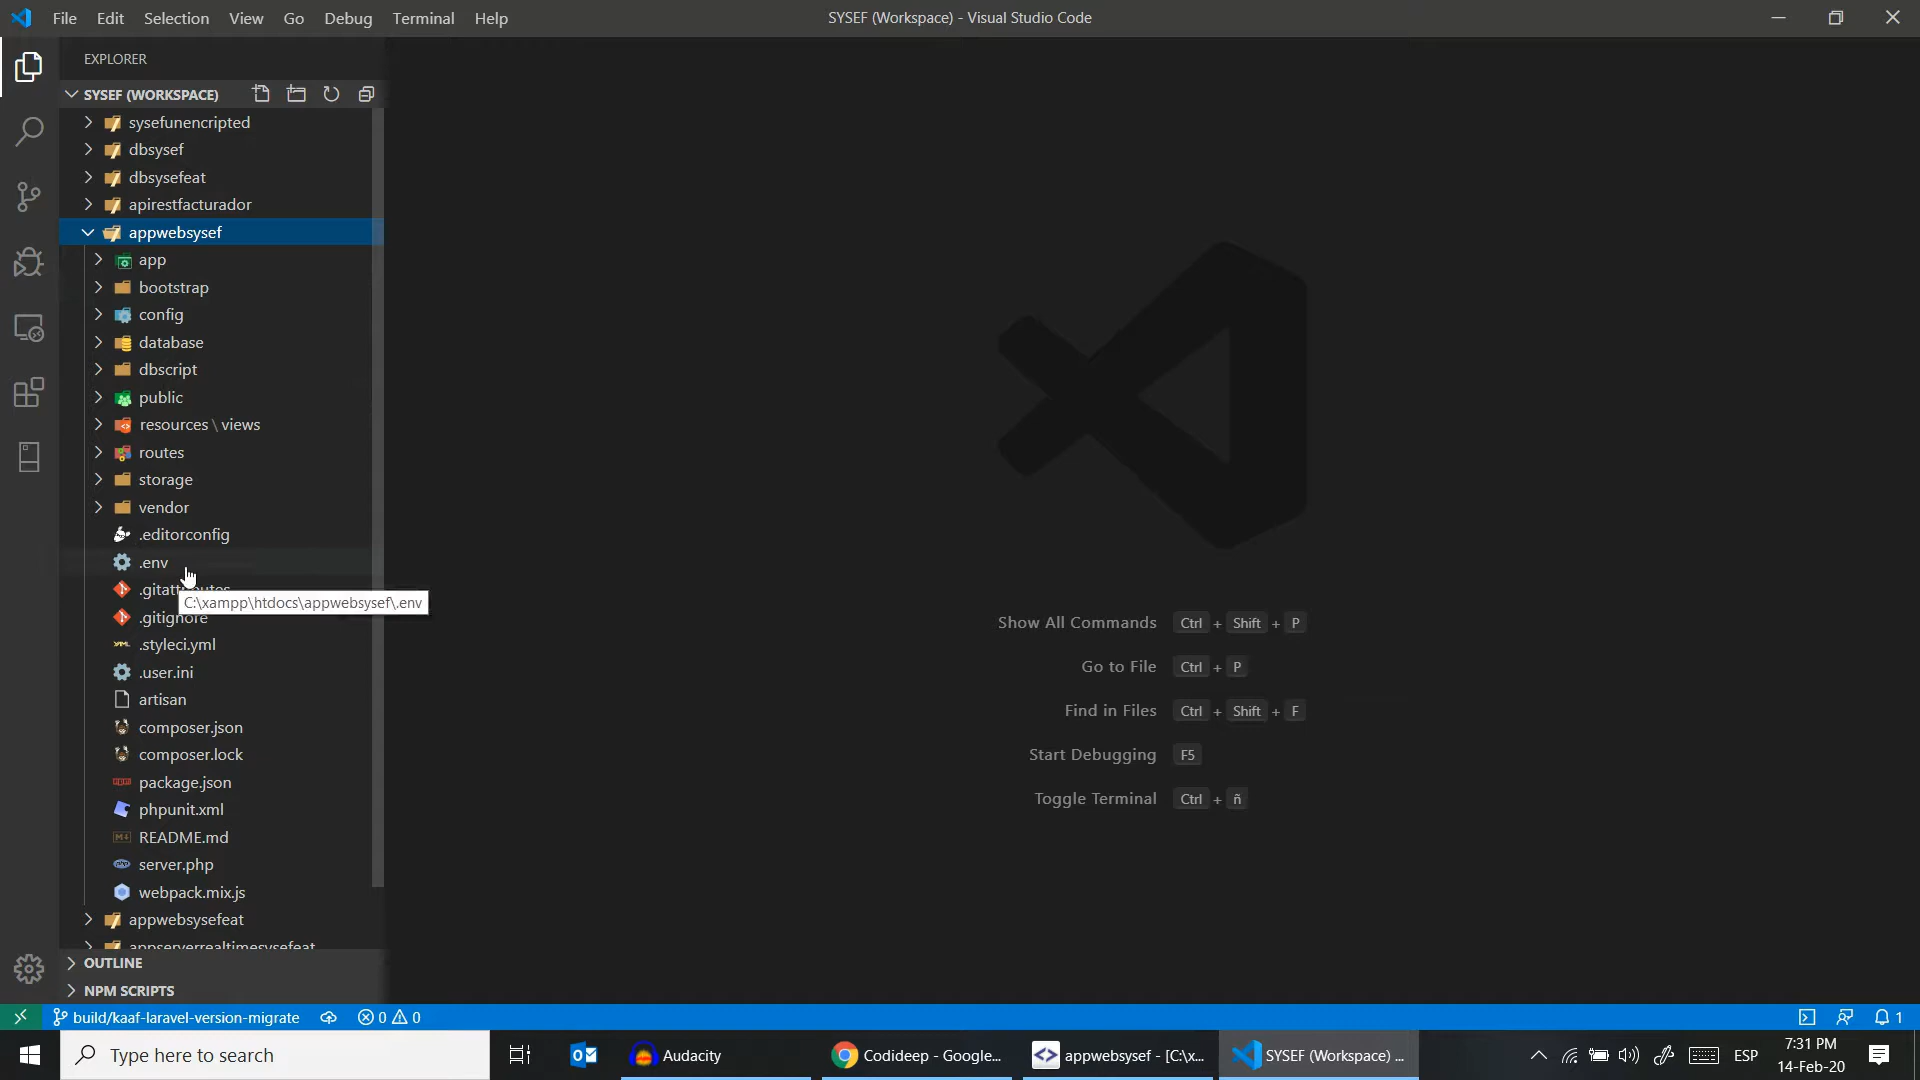 File Edit Selection View Go Debug Terminal Help
SYSEF (Workspace) - Visual Studio Code
EXPLORER
SYSEF (WORKSPACE)
sysefunencripted
dbsysef
dbsysefeat
apirestfacturador
appwebsysef
app
bootstrap
config
database
dbscript
public
resources\views
routes
storage
vendor
.editorconfig
.env
.gitattributes
C:\xampp\htdocs\appwebsysef\.env
.gitignore
.styleci.yml
.user.ini
artisan
composer.json
composer.lock
package.json
phpunit.xml
README.md
server.php
webpack.mix.js
appwebsysefeat
appserverrealtimesysefeat
OUTLINE
NPM SCRIPTS
Show All Commands Ctrl + Shift + P
Go to File Ctrl + P
Find in Files Ctrl + Shift + F
Start Debugging F5
Toggle Terminal Ctrl + ñ
build/kaaf-laravel-version-migrate 0 0 1
Type here to search
Audacity
Codideep - Google...
appwebsysef - [C:\x...
SYSEF (Workspace) ...
ESP
7:31 PM
14-Feb-20